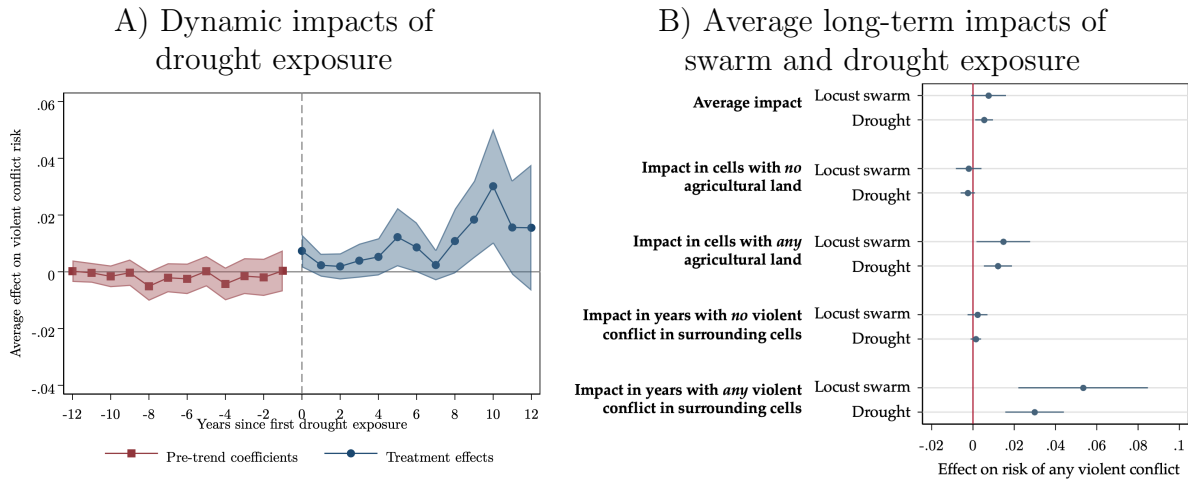 A) Dynamic impacts of
drought exposure
Average effect on violent conflict risk
.06
.04
.02
0
-.02
-.04
-12 -10 -8 -6 -4 -2 0 2 4 6 8 10 12
Years since first drought exposure
Pre-trend coefficients Treatment effects
B) Average long-term impacts of
swarm and drought exposure
Average impact
Locust swarm
Drought
Impact in cells with no
agricultural land
Locust swarm
Drought
Impact in cells with any
agricultural land
Locust swarm
Drought
Impact in years with no violent
conflict in surrounding cells
Locust swarm
Drought
Impact in years with any violent
conflict in surrounding cells
Locust swarm
Drought
-.02 0 .02 .04 .06 .08 .1
Effect on risk of any violent conflict